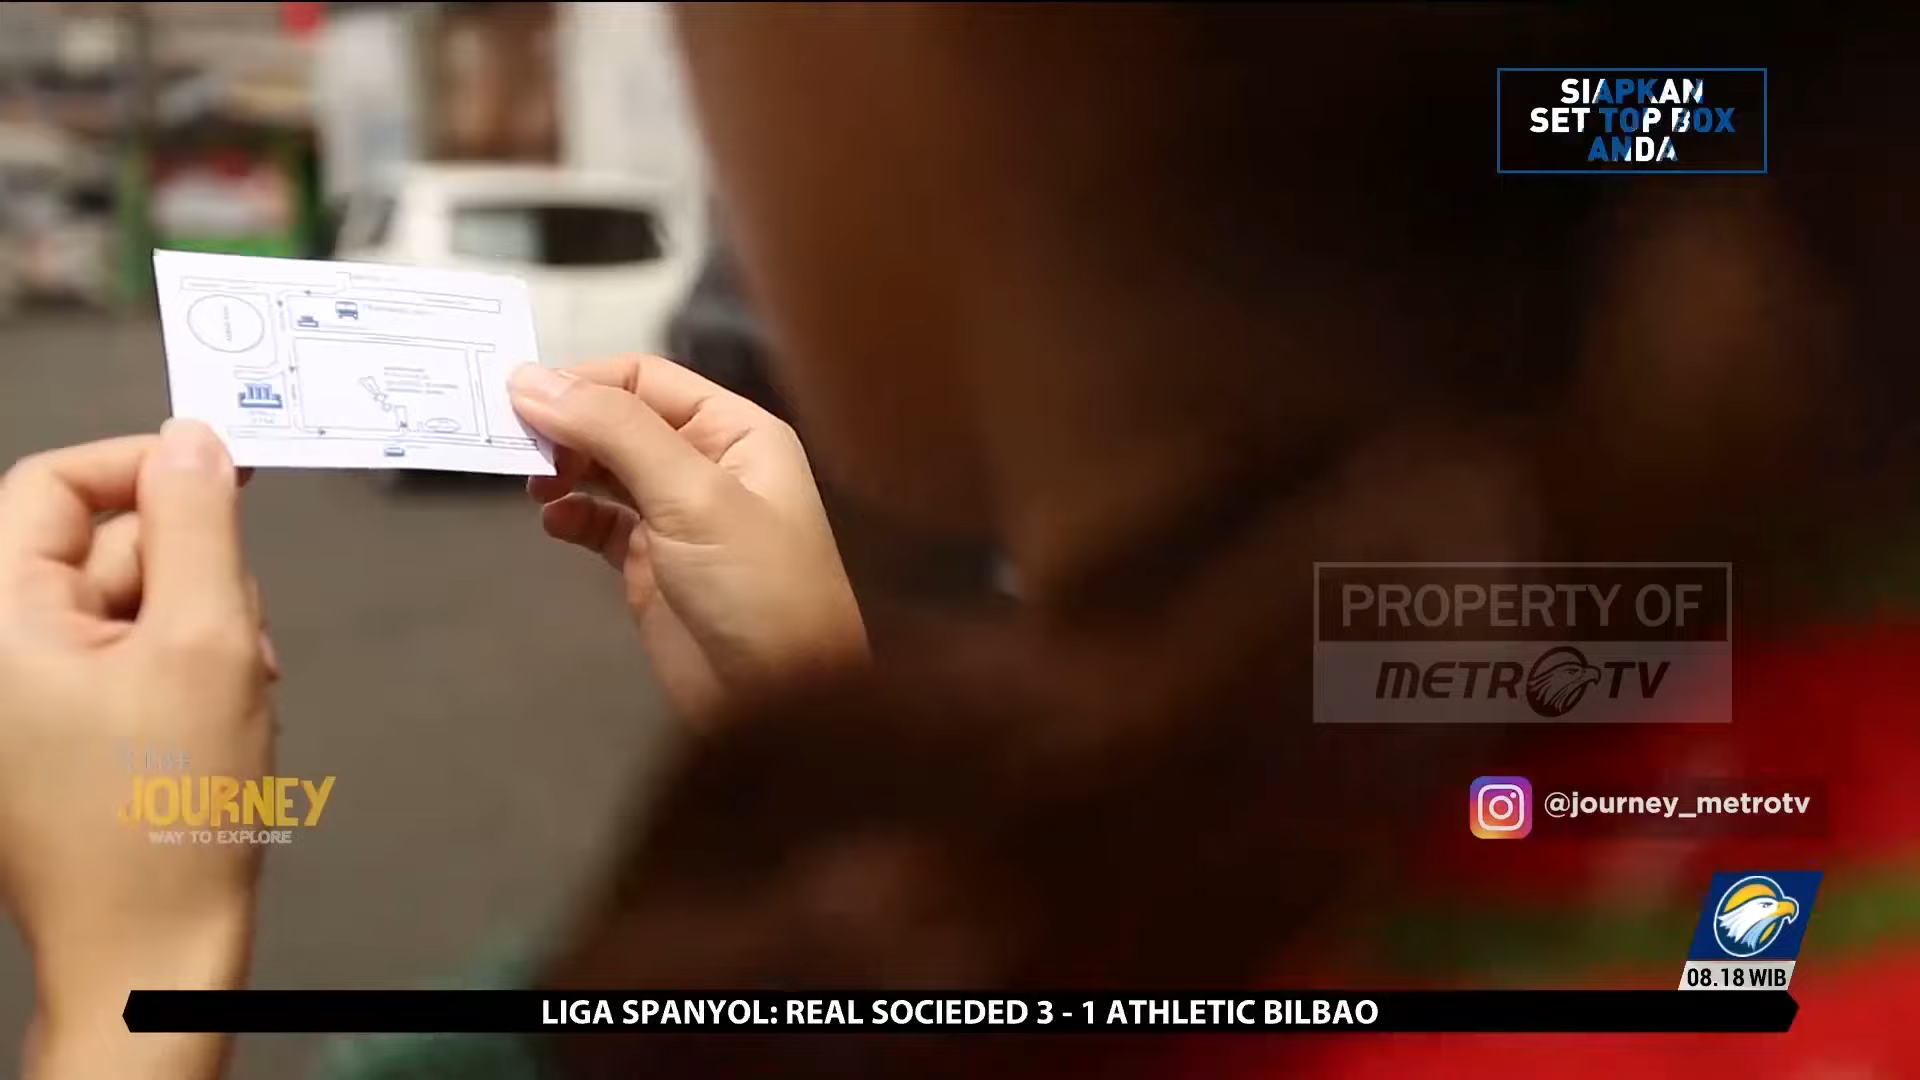 SIAPKAN
SET TOP BOX
ANDA
PROPERTY OF
METRO TV
JOURNEY
WAY TO EXPLORE
@journey_metrotv
08.18 WIB
LIGA SPANYOL: REAL SOCIEDED 3 - 1 ATHLETIC BILBAO